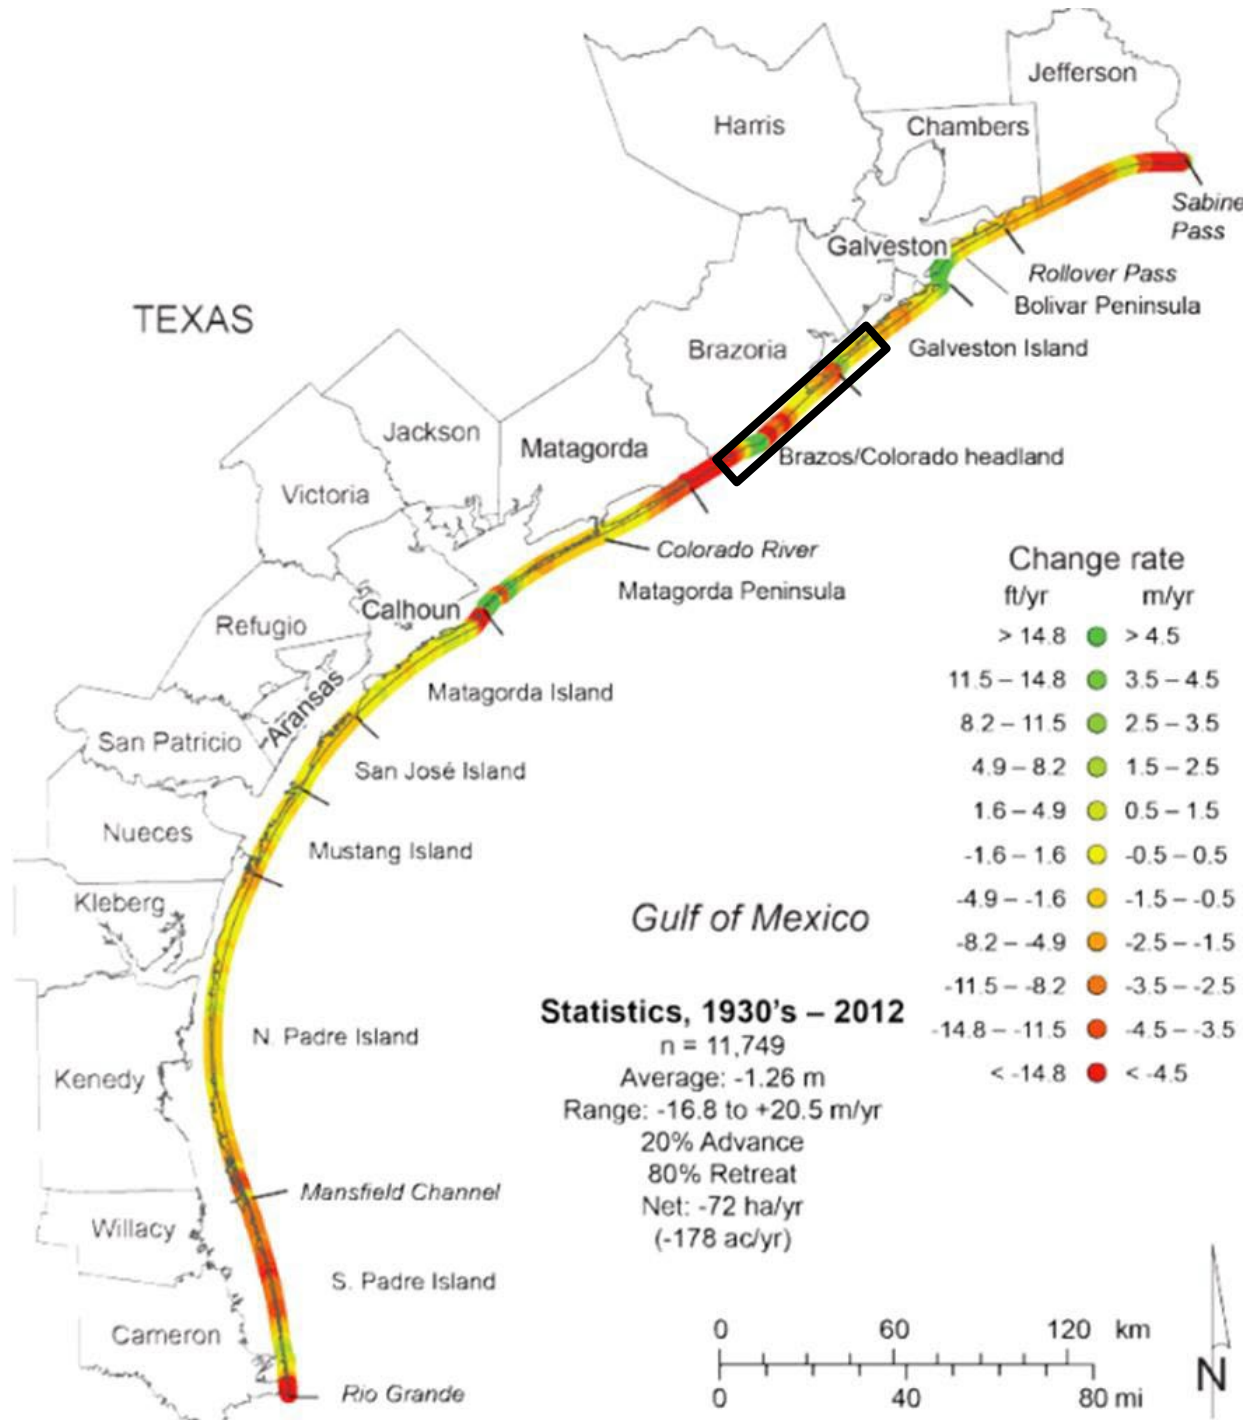 Jefferson
Harris
Chambers
Sabine
Pass
Galveston
Rollover Pass
Bolivar Peninsula
TEXAS
Brazoria
Galveston Island
Jackson
Matagorda
Brazos/Colorado headland
Victoria
Colorado River
Matagorda Peninsula
Calhoun
Refugio
Aransas
Matagorda Island
San Patricio
San José Island
Nueces
Mustang Island
Kleberg
Gulf of Mexico
N. Padre Island
Kenedy
Mansfield Channel
Willacy
S. Padre Island
Cameron
Rio Grande
Change rate
ft/yr m/yr
> 14.8 > 4.5
11.5 – 14.8 3.5 – 4.5
8.2 – 11.5 2.5 – 3.5
4.9 – 8.2 1.5 – 2.5
1.6 – 4.9 0.5 – 1.5
-1.6 – 1.6 -0.5 – 0.5
-4.9 – -1.6 -1.5 – -0.5
-8.2 – -4.9 -2.5 – -1.5
-11.5 – -8.2 -3.5 – -2.5
-14.8 – -11.5 -4.5 – -3.5
< -14.8 < -4.5
Statistics, 1930's – 2012
n = 11,749
Average: -1.26 m
Range: -16.8 to +20.5 m/yr
20% Advance
80% Retreat
Net: -72 ha/yr
(-178 ac/yr)
0 60 120 km
0 40 80 mi
N